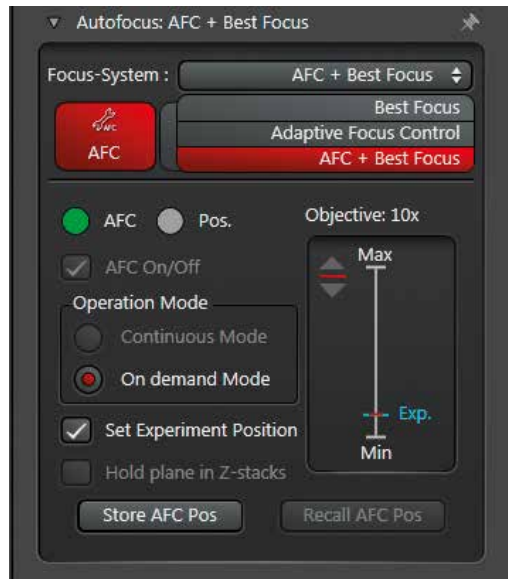 Autofocus: AFC + Best Focus
Focus-System : AFC + Best Focus
Best Focus
Adaptive Focus Control
AFC + Best Focus
AFC
AFC
AFC Pos. Objective: 10x
AFC On/Off
Max
Operation Mode
Continuous Mode
On demand Mode
Exp.
Set Experiment Position
Min
Hold plane in Z-stacks
Store AFC Pos Recall AFC Pos